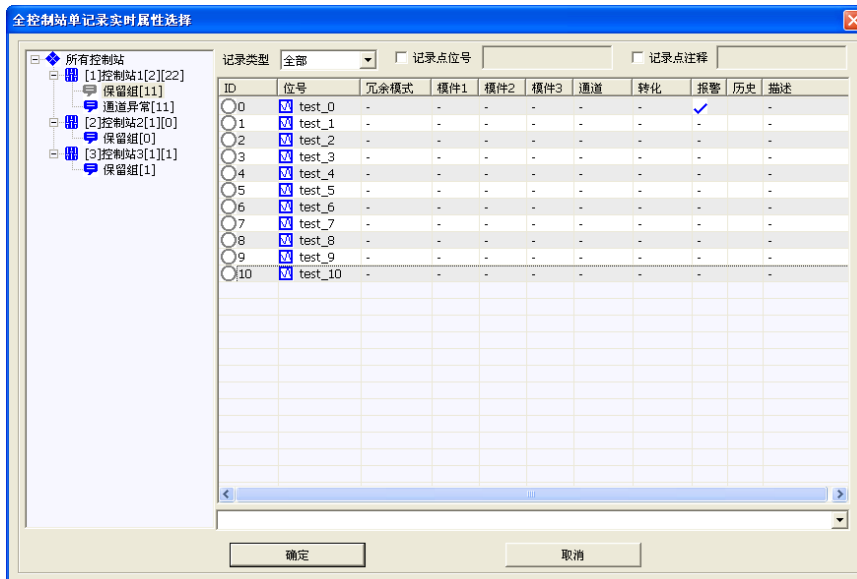 全控制站单记录实时属性选择
所有控制站
[1]控制站1[2][22]
保留组[11]
通道异常[11]
[2]控制站2[1][0]
保留组[0]
[3]控制站3[1][1]
保留组[1]
记录类型 全部 记录点位号 记录点注释
ID 位号 冗余模式 模件1 模件2 模件3 通道 转化 报警 历史 描述
0 test_0 - - - - - - -
1 test_1 - - - - - - - -
2 test_2 - - - - - - - -
3 test_3 - - - - - - - -
4 test_4 - - - - - - - -
5 test_5 - - - - - - - -
6 test_6 - - - - - - - -
7 test_7 - - - - - - - -
8 test_8 - - - - - - - -
9 test_9 - - - - - - - -
10 test_10 - - - - - - - -
确定 取消